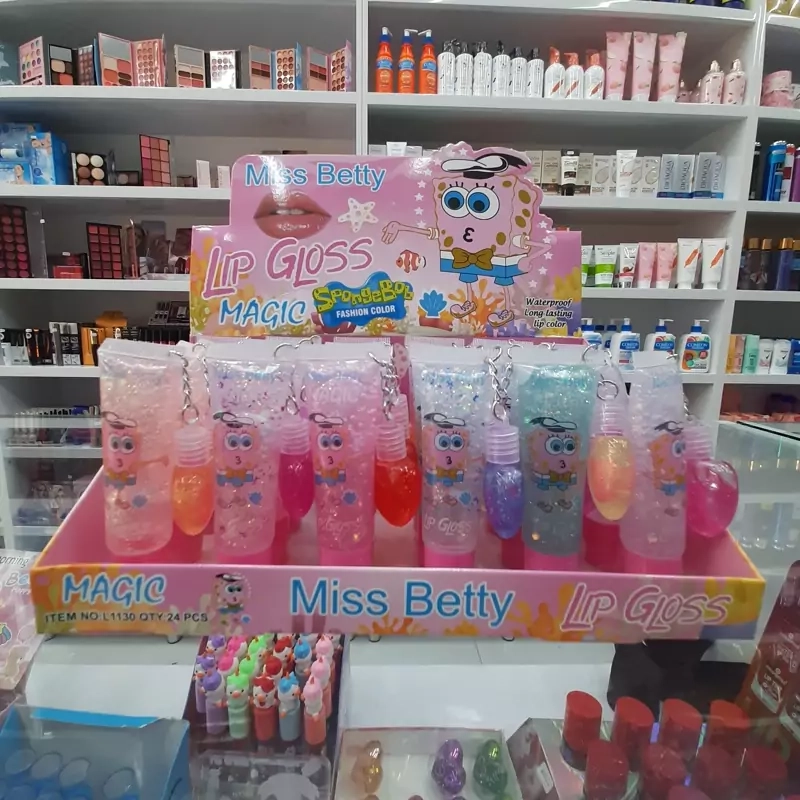 Miss Betty
Lip Gloss
MAGIC
SpongeBob
FASHION COLOR
Waterproof
Long-lasting
lip color
LIP GLOSS
MAGIC
ITEM NO:L1130 QTY:24 PCS
Miss Betty
Lip Gloss